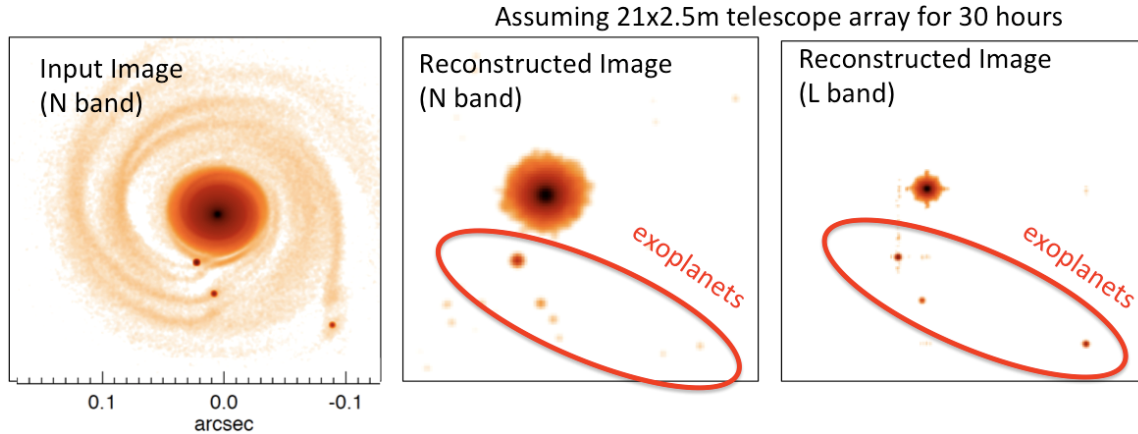 Assuming 21x2.5m telescope array for 30 hours
Input Image
(N band)
Reconstructed Image
(N band)
Reconstructed Image
(L band)
exoplanets
exoplanets
0.1 0.0 -0.1
arcsec